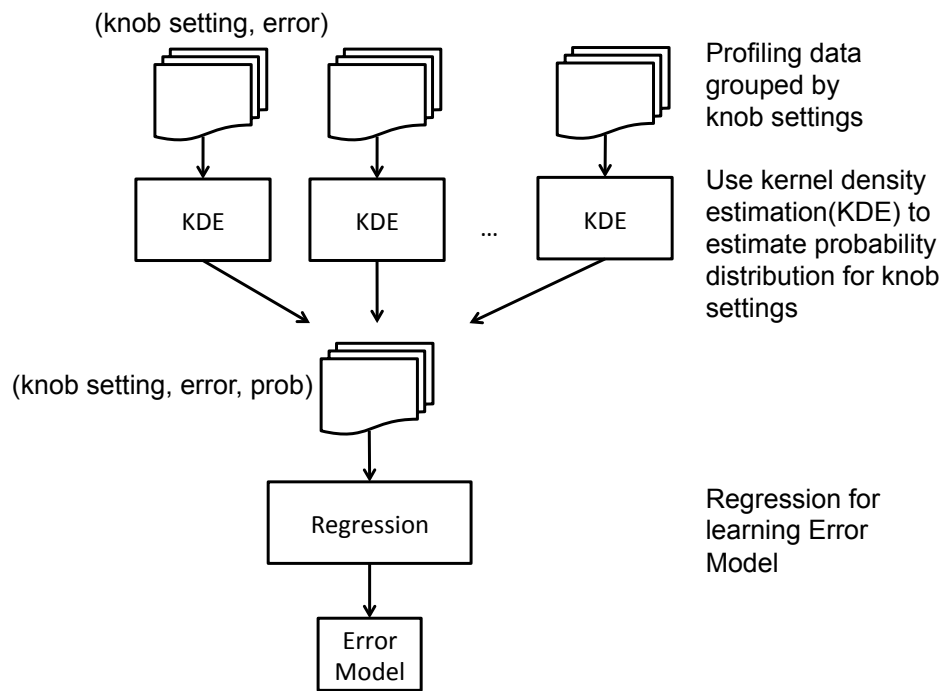 (knob setting, error)
Profiling data
grouped by
knob settings
KDE
KDE
...
KDE
Use kernel density
estimation(KDE) to
estimate probability
distribution for knob
settings
(knob setting, error, prob)
Regression
Regression for
learning Error
Model
Error
Model